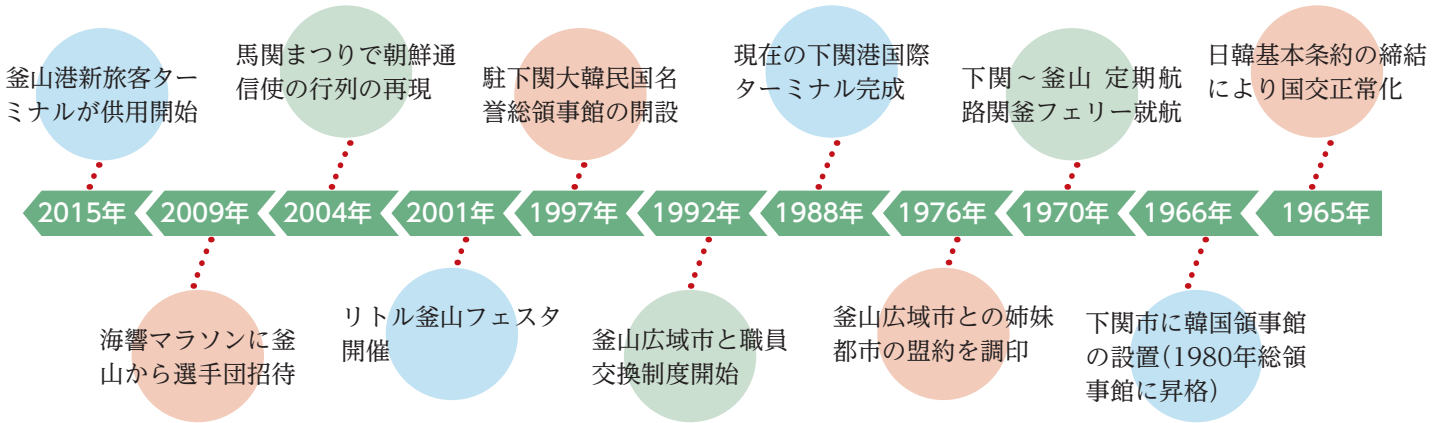 釜山港新旅客ター
ミナルが供用開始
馬関まつりで朝鮮通
信使の行列の再現
駐下関大韓民国名
誉総領事館の開設
現在の下関港国際
ターミナル完成
下関～釜山 定期航
路関釜フェリー就航
日韓基本条約の締結
により国交正常化
2015年
2009年
2004年
2001年
1997年
1992年
1988年
1976年
1970年
1966年
1965年
海響マラソンに釜
山から選手団招待
リトル釜山フェスタ
開催
釜山広域市と職員
交換制度開始
釜山広域市との姉妹
都市の盟約を調印
下関市に韓国領事館
の設置(1980年総領
事館に昇格)